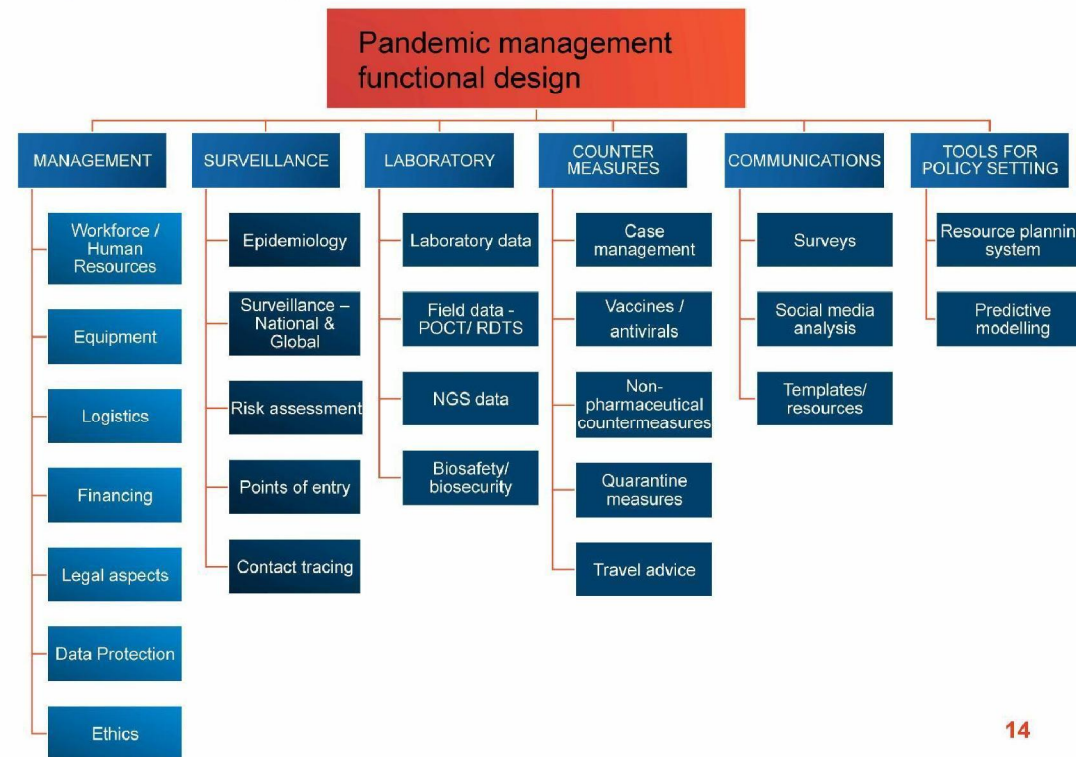 Pandemic management
functional design
MANAGEMENT
Workforce /
Human
Resources
Equipment
Logistics
Financing
Legal aspects
Data Protection
Ethics
SURVEILLANCE
Epidemiology
Surveillance –
National &
Global
Risk assessment
Points of entry
Contact tracing
LABORATORY
Laboratory data
Field data -
POCT/ RDTS
NGS data
Biosafety/
biosecurity
COUNTER
MEASURES
Case
management
Vaccines /
antivirals
Non-
pharmaceutical
countermeasures
Quarantine
measures
Travel advice
COMMUNICATIONS
Surveys
Social media
analysis
Templates/
resources
TOOLS FOR
POLICY SETTING
Resource plannin
system
Predictive
modelling
14